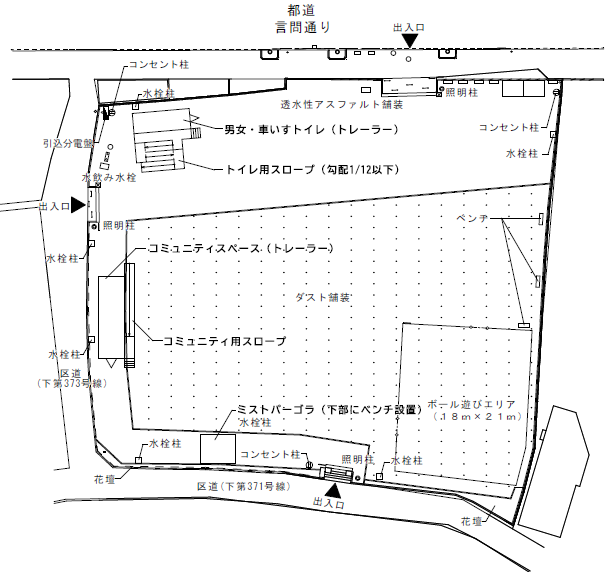 都道
言問通り
出入口
コンセント柱
水栓柱
照明柱
透水性アスファルト舗装
コンセント柱
男女・車いすトイレ（トレーラー）
引込分電盤
水栓柱
トイレ用スロープ（勾配1/12以下）
水飲み水栓
出入口
照明柱
ベンチ
コミュニティスペース（トレーラー）
水栓柱
ダスト舗装
コミュニティ用スロープ
水栓柱
区道
（下第373号線）
ボール遊びエリア
（１８ｍ×２１ｍ）
ミストパーゴラ（下部にベンチ設置）
水栓柱
水栓柱
コンセント柱
照明柱
水栓柱
花壇
区道(下第371号線)
出入口
花壇